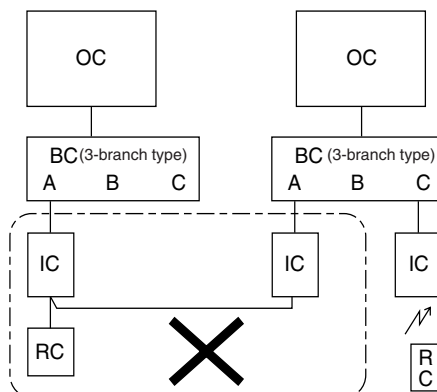 OC
OC
BC (3-branch type)
A B C
BC (3-branch type)
A B C
IC
IC
IC
RC
R
C